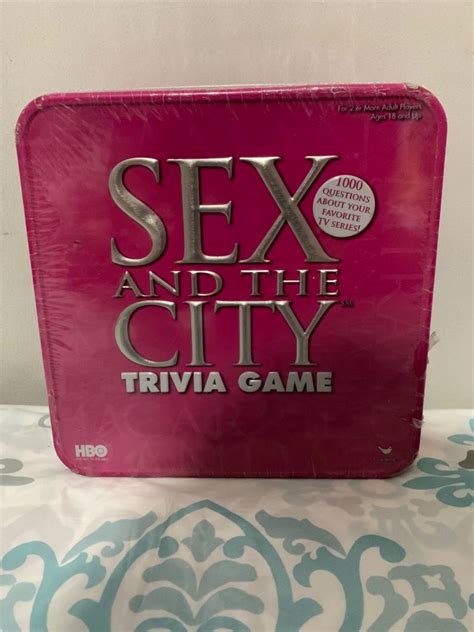 For 2 or More Adult Players
Ages 18 and Up
SEX
1000
QUESTIONS
ABOUT YOUR
FAVORITE
TV SERIES!
AND THE
CITY
SM
TRIVIA GAME
HBO